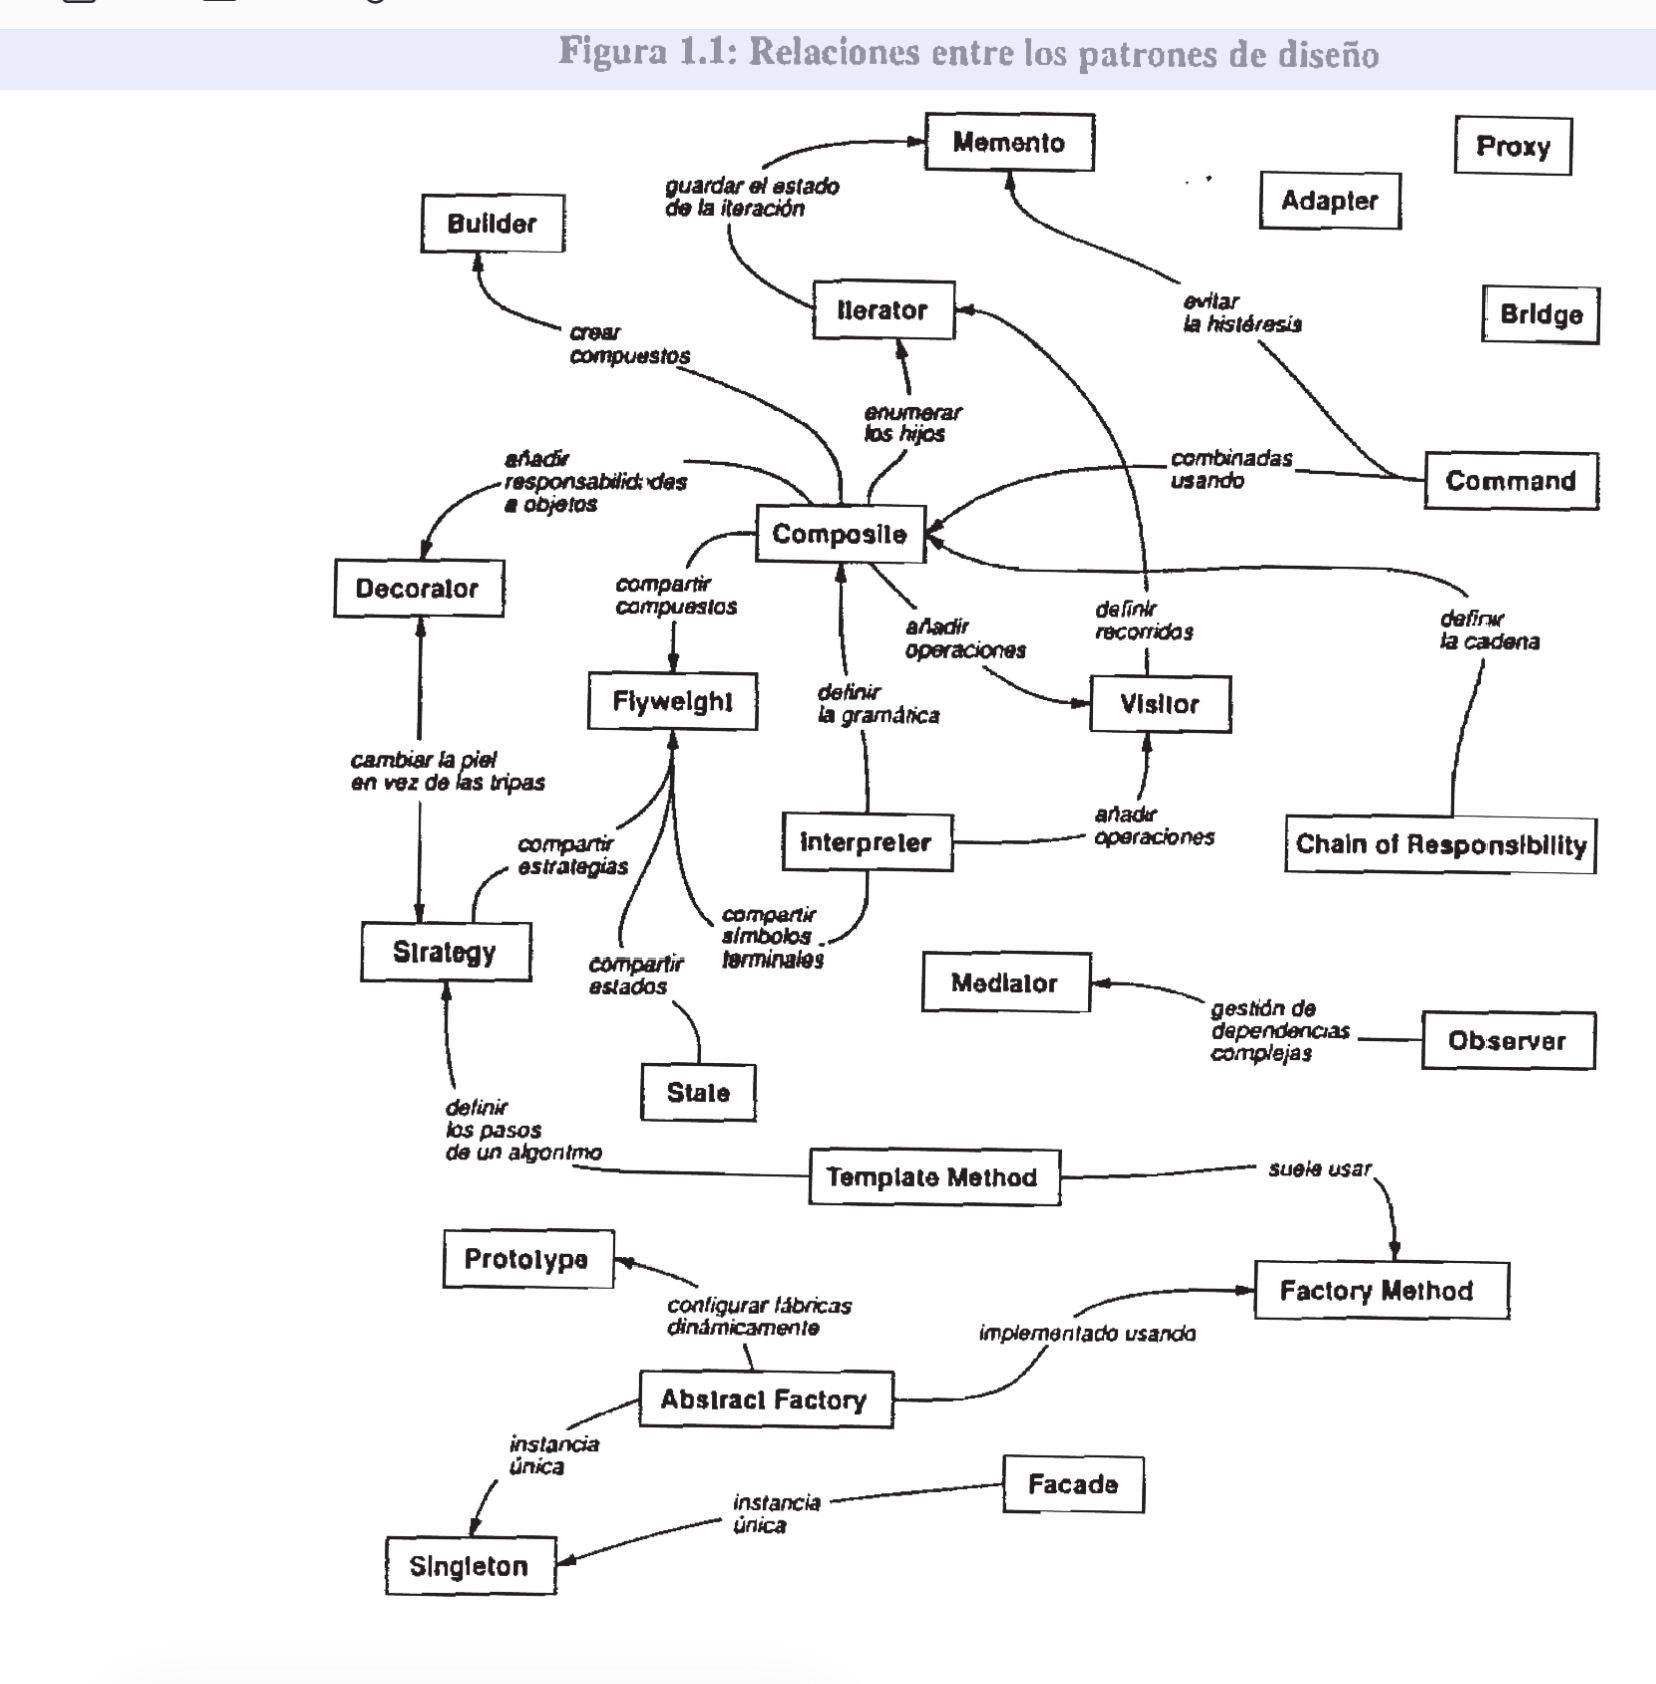 Figura 1.1: Relaciones entre los patrones de diseño
Memento
Proxy
Adapter
guardar el estado
de la iteración
Builder
Iterator
evitar
la histéresis
Bridge
crear
compuestos
enumerar
los hijos
añadir
responsabilidades
a objetos
combinadas
usando
Command
Composite
Decorator
compartir
compuestos
añadir
operaciones
definir
recorridos
definir
la cadena
Flyweight
definir
la gramática
Visitor
cambiar la piel
en vez de las tripas
compartir
estrategias
Interpreter
añadir
operaciones
Chain of Responsibility
compartir
símbolos
terminales
Strategy
compartir
estados
Mediator
gestión de
dependencias
complejas
Observer
State
definir
los pasos
de un algoritmo
Template Method
suele usar
Prototype
Factory Method
configurar fábricas
dinámicamente
implementado usando
Abstract Factory
instancia
única
Facade
instancia
única
Singleton